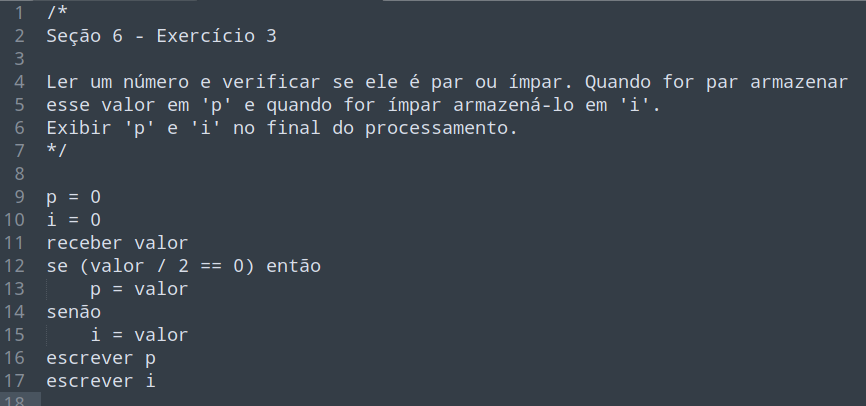 1 /*
2 Seção 6 - Exercício 3
3
4 Ler um número e verificar se ele é par ou ímpar. Quando for par armazenar
5 esse valor em 'p' e quando for ímpar armazená-lo em 'i'.
6 Exibir 'p' e 'i' no final do processamento.
7 */
8
9 p = 0
10 i = 0
11 receber valor
12 se (valor / 2 == 0) então
13     p = valor
14 senão
15     i = valor
16 escrever p
17 escrever i
18